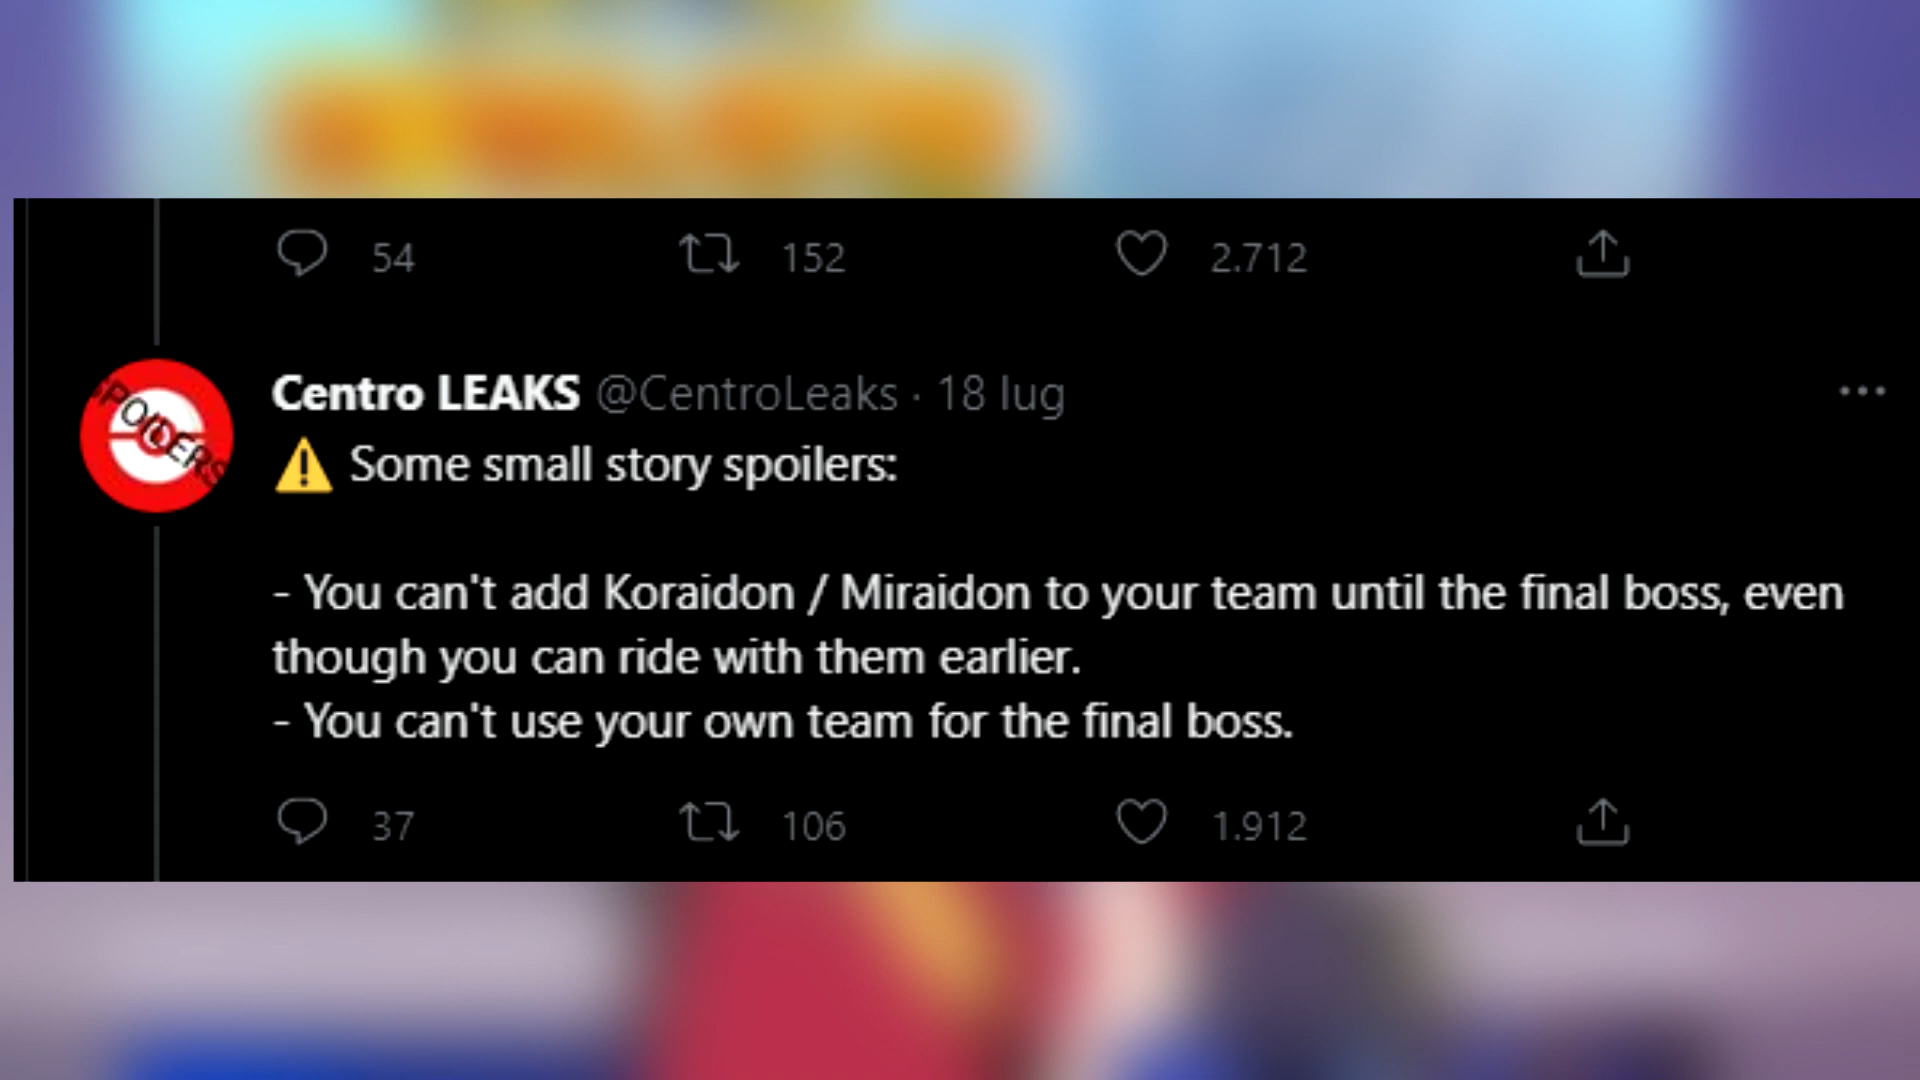 54 152 2.712
Centro LEAKS @CentroLeaks · 18 lug
SPOILERS
⚠️ Some small story spoilers:
- You can't add Koraidon / Miraidon to your team until the final boss, even
though you can ride with them earlier.
- You can't use your own team for the final boss.
37 106 1.912